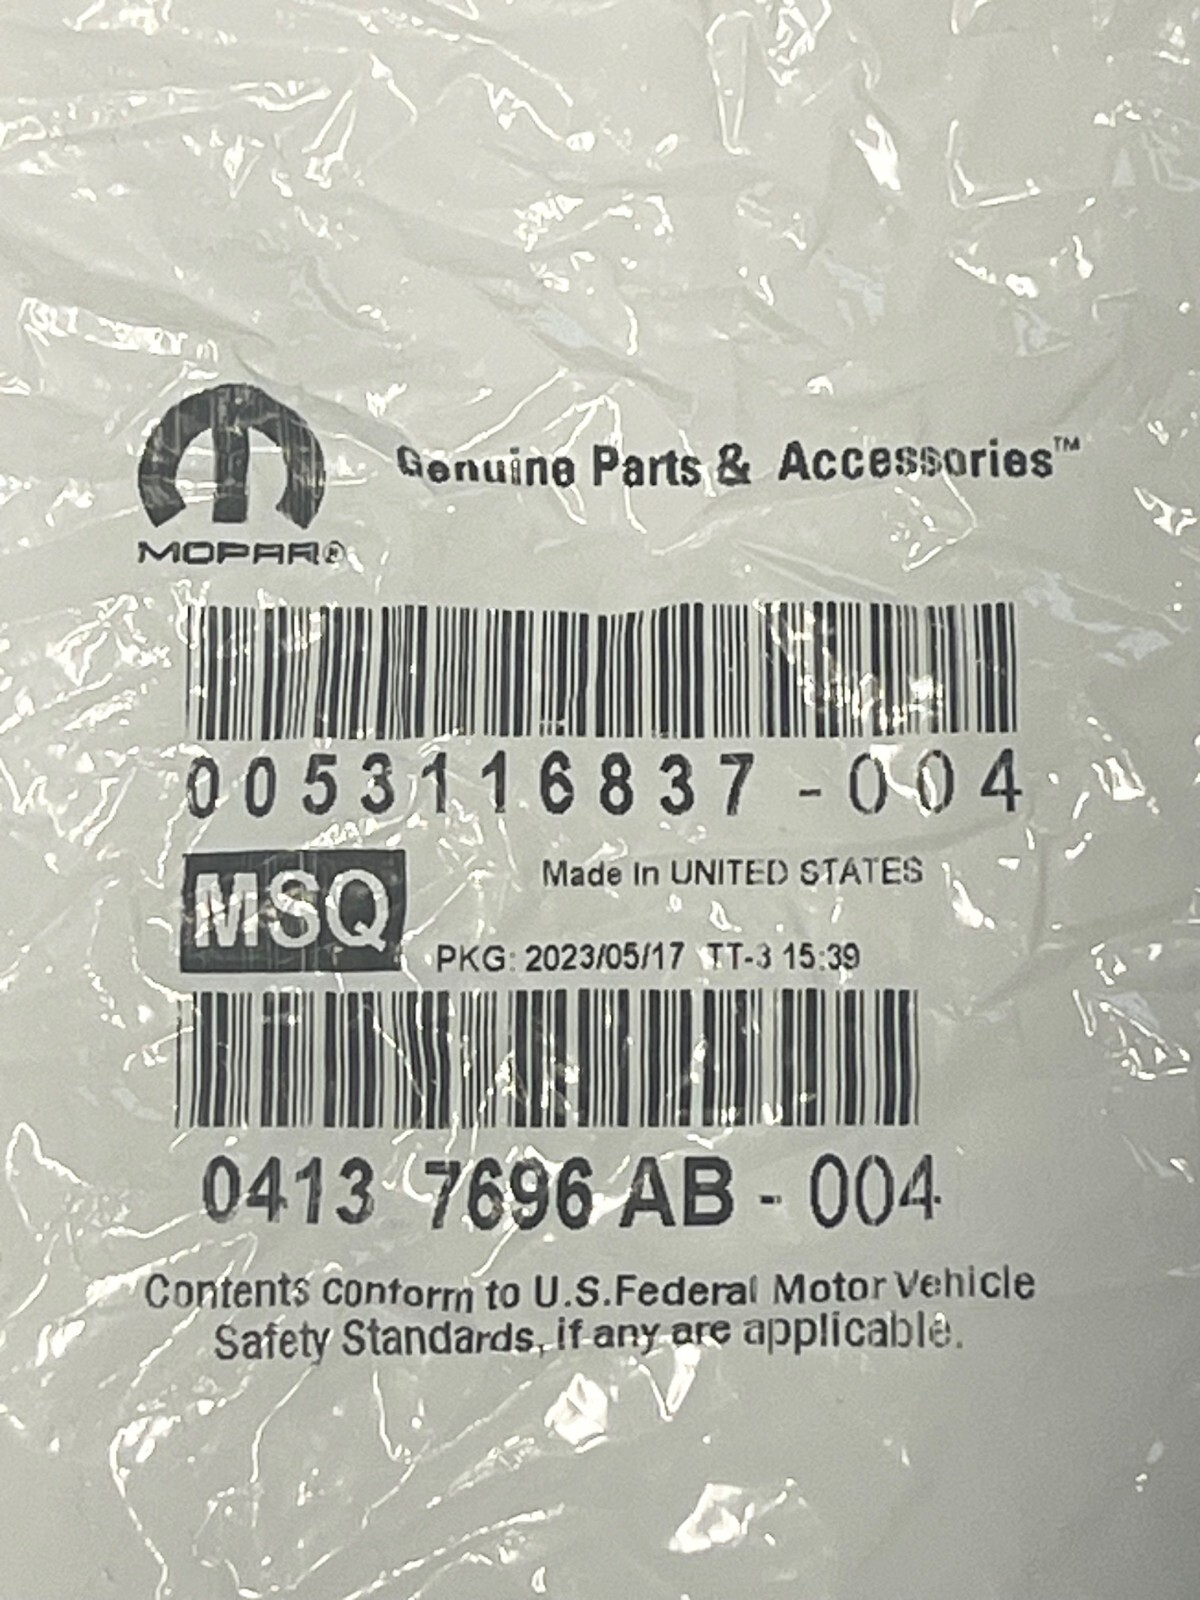 Genuine Parts & Accessories™
MOPAR®
0053116837-004
MSQ
Made In UNITED STATES
PKG: 2023/05/17 TT-3 15:39
0413 7696 AB - 004
Contents conform to U.S.Federal Motor Vehicle
Safety Standards, if any are applicable.